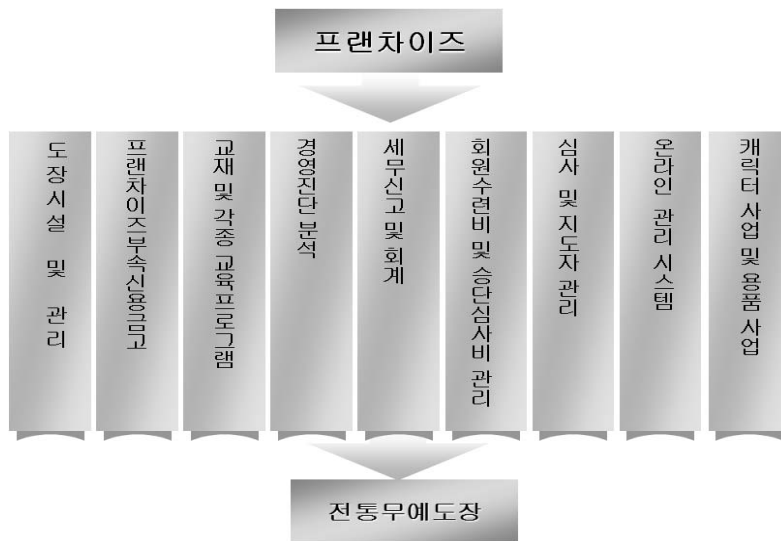 프랜차이즈
도장시설 및 관리
프랜차이즈부속신용금고
교재 및 각종 교육프로그램
경영진단 분석
세무신고 및 회계
회원수련비 및 승단심사비 관리
심사 및 지도자 관리
온라인 관리 시스템
캐릭터 사업 및 용품 사업
전통무예도장